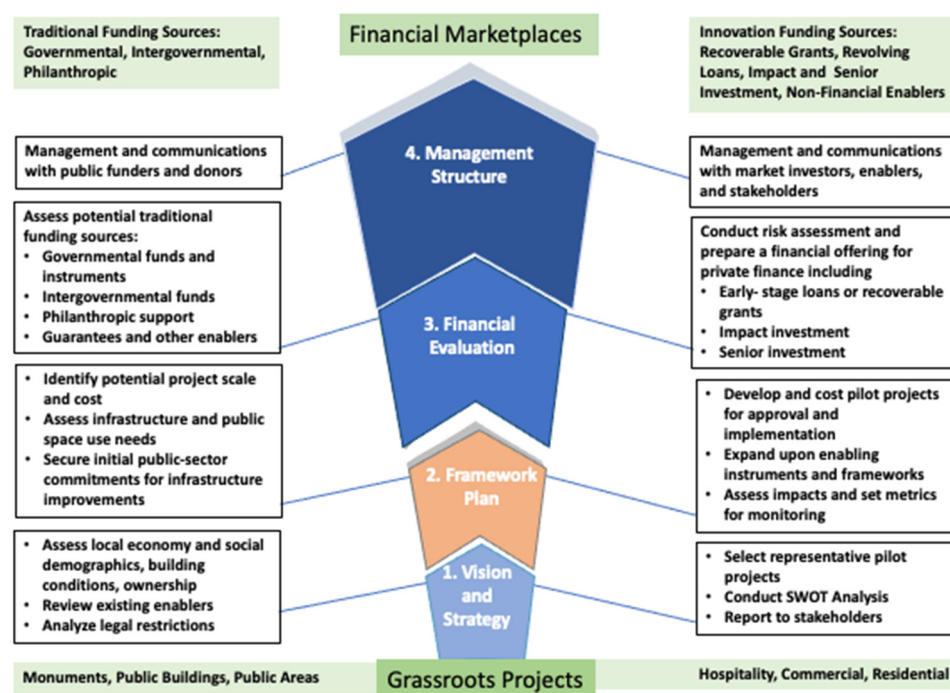 Traditional Funding Sources:
Governmental, Intergovernmental,
Philanthropic
Financial Marketplaces
Innovation Funding Sources:
Recoverable Grants, Revolving
Loans, Impact and Senior
Investment, Non-Financial Enablers
Management and communications
with public funders and donors
4. Management
Structure
Management and communications
with market investors, enablers,
and stakeholders
Assess potential traditional
funding sources:
• Governmental funds and
instruments
• Intergovernmental funds
• Philanthropic support
• Guarantees and other enablers
3. Financial
Evaluation
Conduct risk assessment and
prepare a financial offering for
private finance including
• Early- stage loans or recoverable
grants
• Impact investment
• Senior investment
• Identify potential project scale
and cost
• Assess infrastructure and public
space use needs
• Secure initial public-sector
commitments for infrastructure
improvements
2. Framework
Plan
• Develop and cost pilot projects
for approval and
implementation
• Expand upon enabling
instruments and frameworks
• Assess impacts and set metrics
for monitoring
• Assess local economy and social
demographics, building
conditions, ownership
• Review existing enablers
• Analyze legal restrictions
1. Vision
and
Strategy
• Select representative pilot
projects
• Conduct SWOT Analysis
• Report to stakeholders
Monuments, Public Buildings, Public Areas
Grassroots Projects
Hospitality, Commercial, Residential